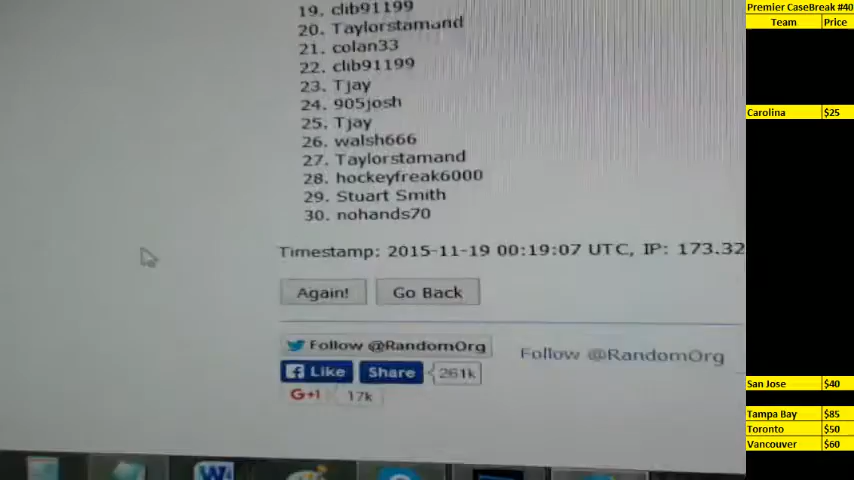 19. clib91199
20. Taylorstamand
21. colan33
22. clib91199
23. Tjay
24. 905josh
25. Tjay
26. walsh666
27. Taylorstamand
28. hockeyfreak6000
29. Stuart Smith
30. nohands70
Timestamp: 2015-11-19 00:19:07 UTC, IP: 173.32
Again! Go Back
Follow @RandomOrg Follow @RandomOrg
Like Share 261k
G+1 17k
Premier CaseBreak #40
Team Price
Carolina $25
San Jose $40
Tampa Bay $85
Toronto $50
Vancouver $60